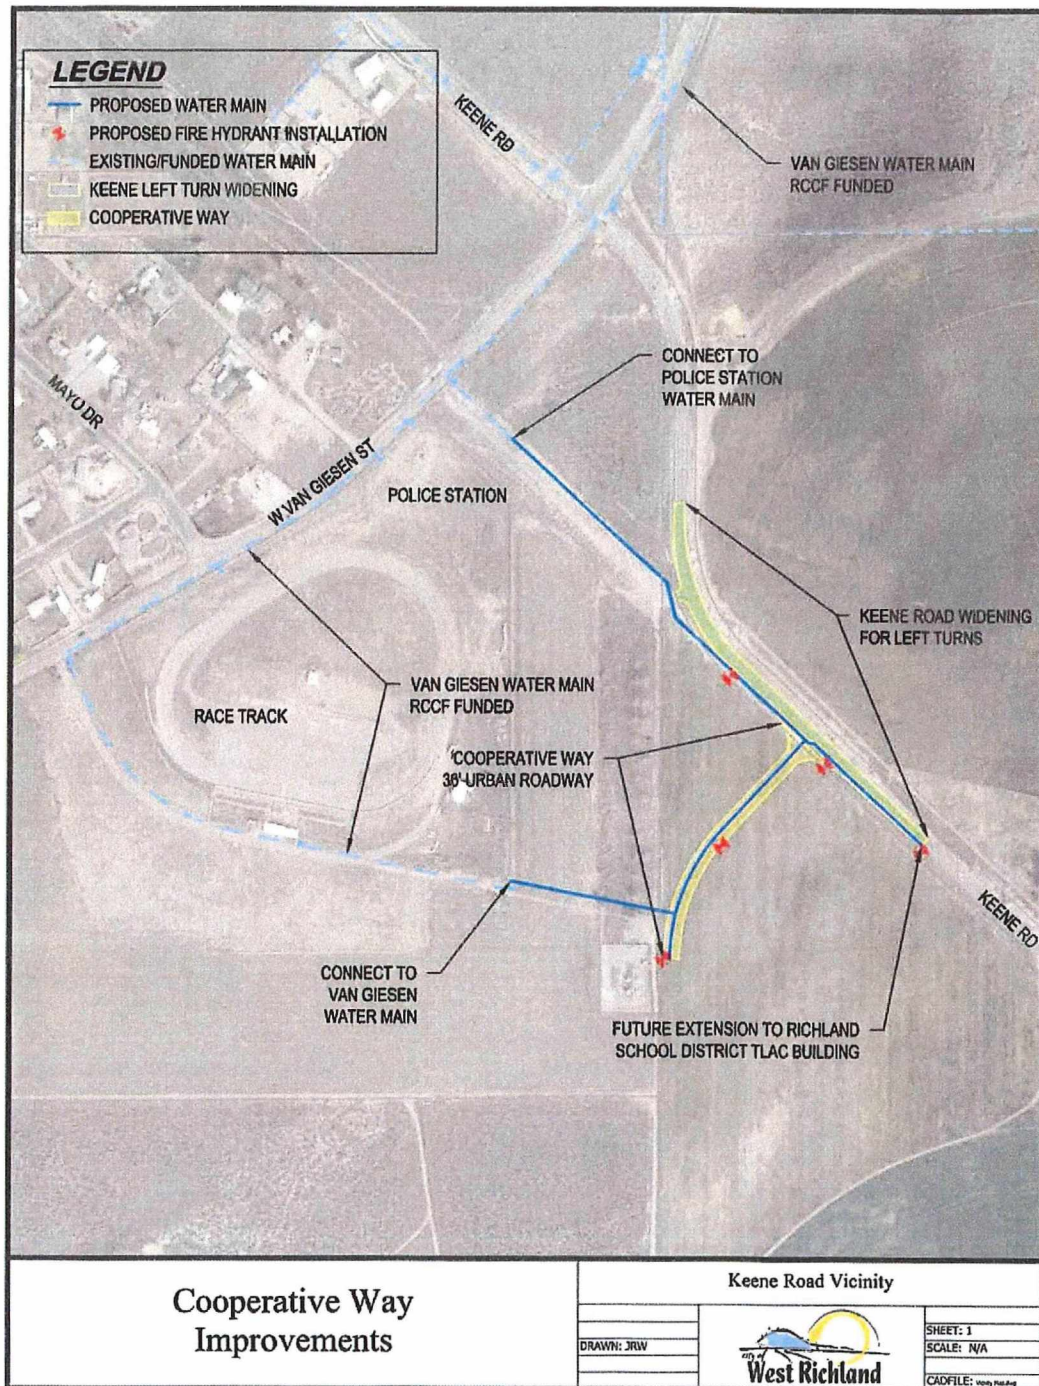 LEGEND
PROPOSED WATER MAIN
PROPOSED FIRE HYDRANT INSTALLATION
EXISTING/FUNDED WATER MAIN
KEENE LEFT TURN WIDENING
COOPERATIVE WAY
KEENE RD
VAN GIESEN WATER MAIN
RCCF FUNDED
CONNECT TO
POLICE STATION
WATER MAIN
MAYO DR
W.VAN GIESEN ST
POLICE STATION
KEENE ROAD WIDENING
FOR LEFT TURNS
VAN GIESEN WATER MAIN
RCCF FUNDED
RACE TRACK
COOPERATIVE WAY
36' URBAN ROADWAY
KEENE RD
CONNECT TO
VAN GIESEN
WATER MAIN
FUTURE EXTENSION TO RICHLAND
SCHOOL DISTRICT TLAC BUILDING
Cooperative Way
Improvements
Keene Road Vicinity
DRAWN: JRW
City of
West Richland
SHEET: 1
SCALE: N/A
CADFILE: